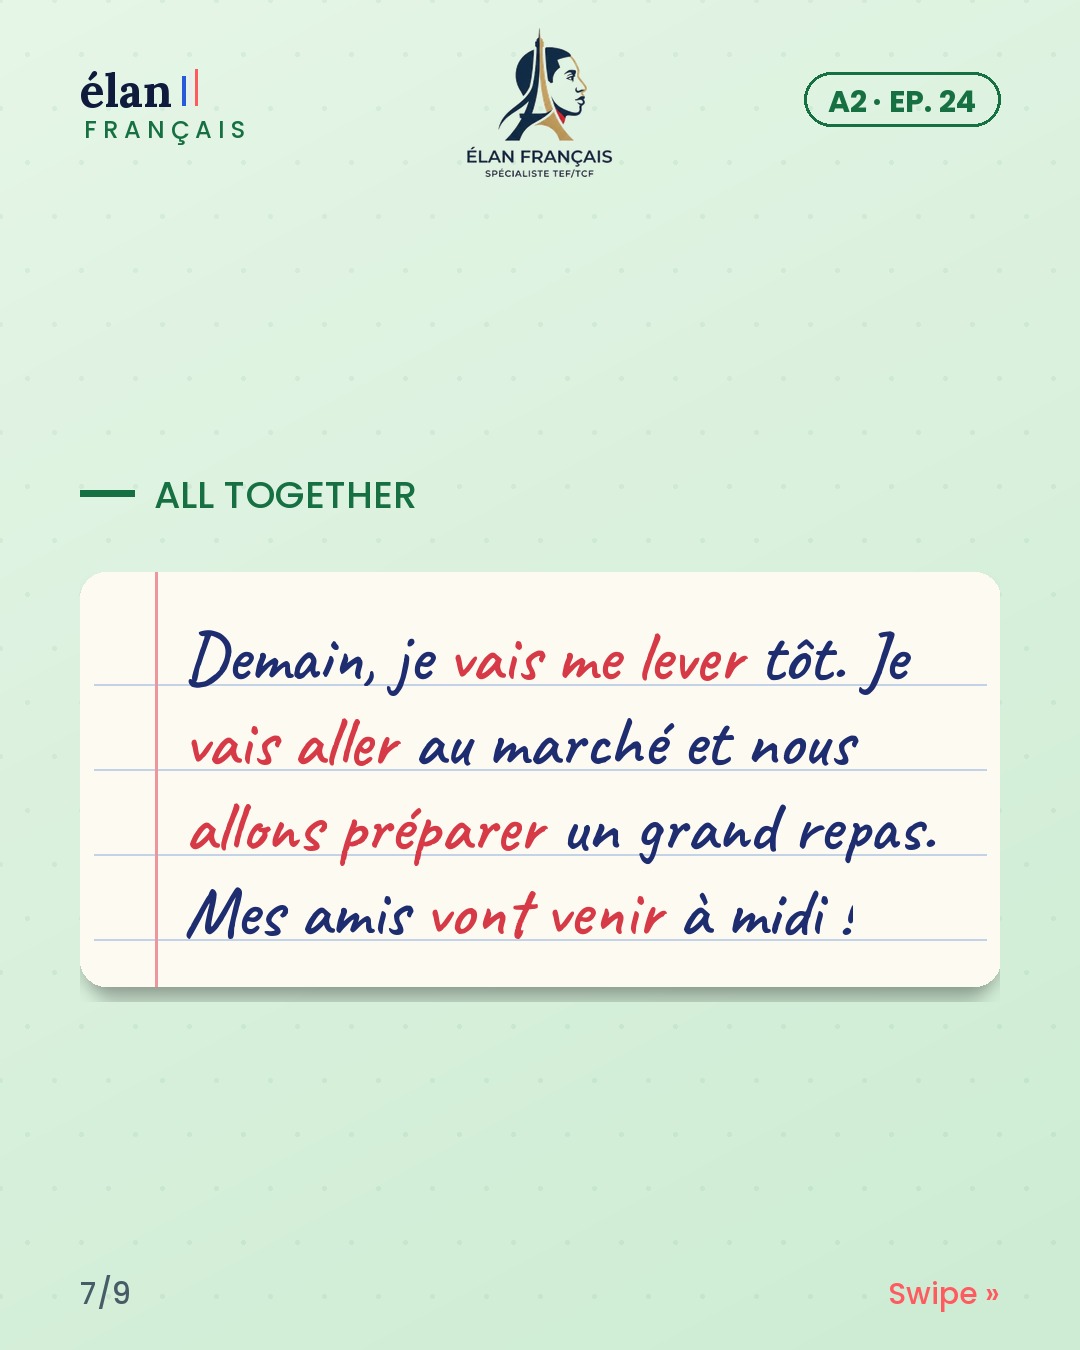 élan
FRANÇAIS
ÉLAN FRANÇAIS
SPÉCIALISTE TEF/TCF
A2 · EP. 24
ALL TOGETHER
Demain, je vais me lever tôt. Je
vais aller au marché et nous
allons préparer un grand repas.
Mes amis vont venir à midi !
7/9
Swipe »